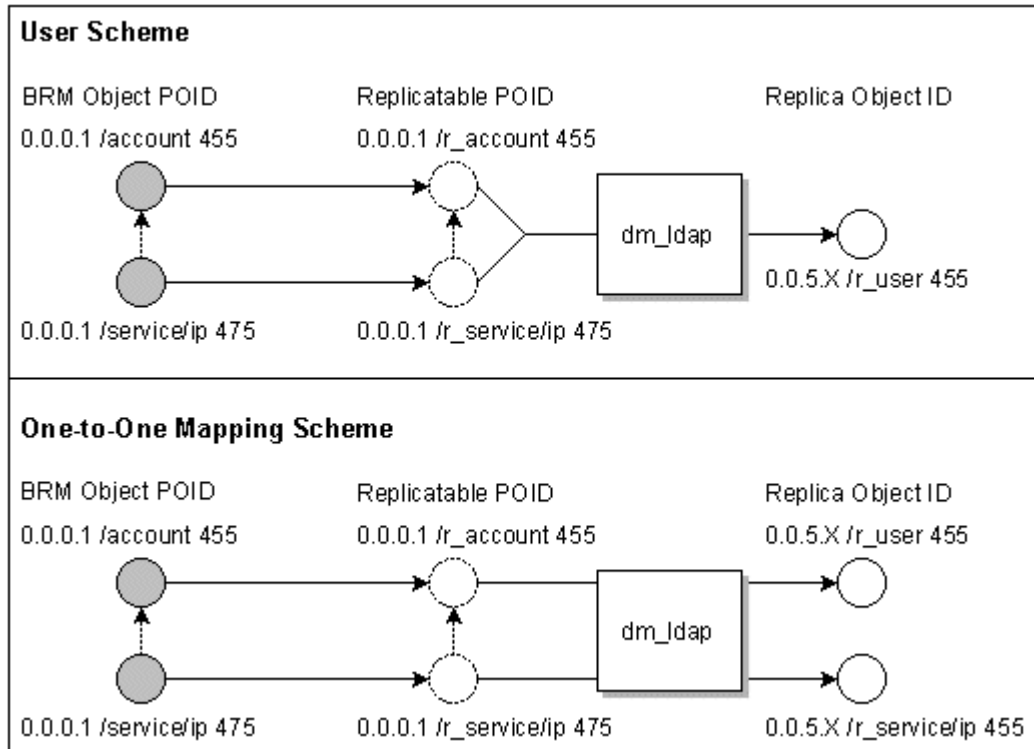 User Scheme
BRM Object POID Replicatable POID Replica Object ID
0.0.0.1 /account 455 0.0.0.1 /r_account 455
dm_ldap
0.0.5.X /r_user 455
0.0.0.1 /service/ip 475 0.0.0.1 /r_service/ip 475
One-to-One Mapping Scheme
BRM Object POID Replicatable POID Replica Object ID
0.0.0.1 /account 455 0.0.0.1 /r_account 455 0.0.5.X /r_user 455
dm_ldap
0.0.0.1 /service/ip 475 0.0.0.1 /r_service/ip 475 0.0.5.X /r_service/ip 455